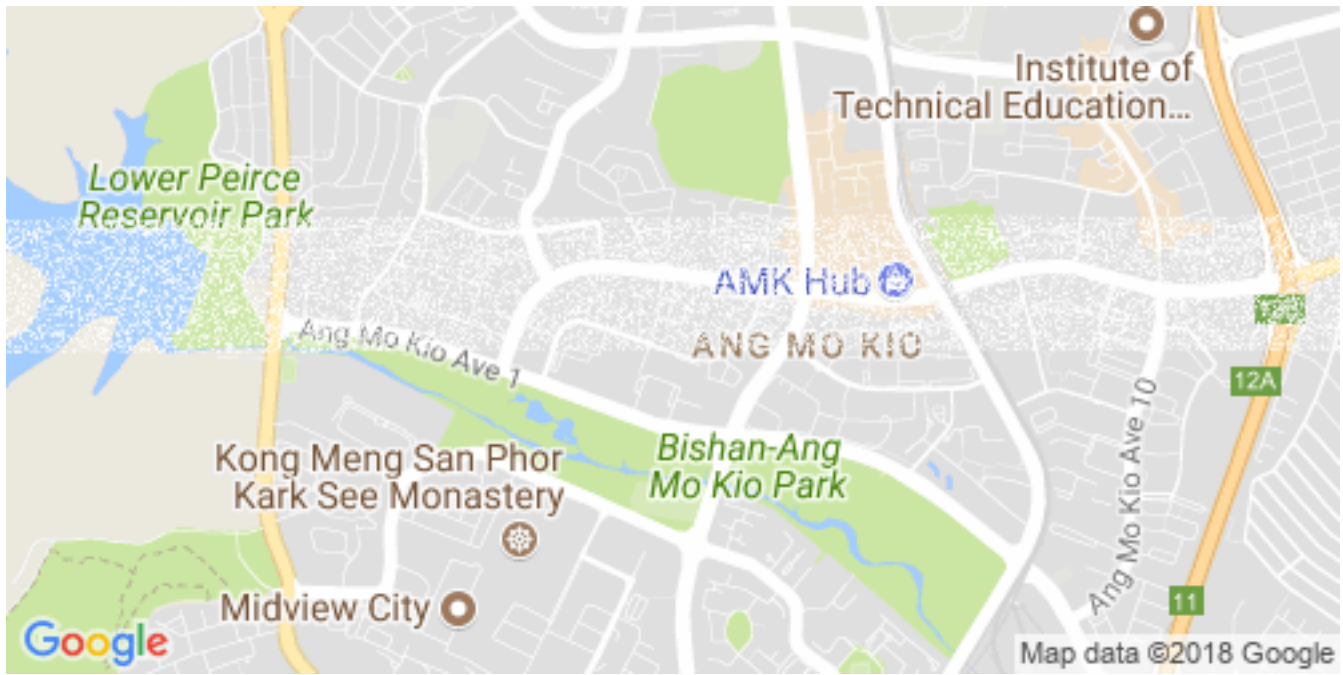 Institute of
Technical Education...
Lower Peirce
Reservoir Park
AMK Hub
Ang Mo Kio Ave 1
ANG MO KIO
12A
Ang Mo Kio Ave 10
Bishan-Ang
Mo Kio Park
Kong Meng San Phor
Kark See Monastery
11
Midview City
Google
Map data ©2018 Google